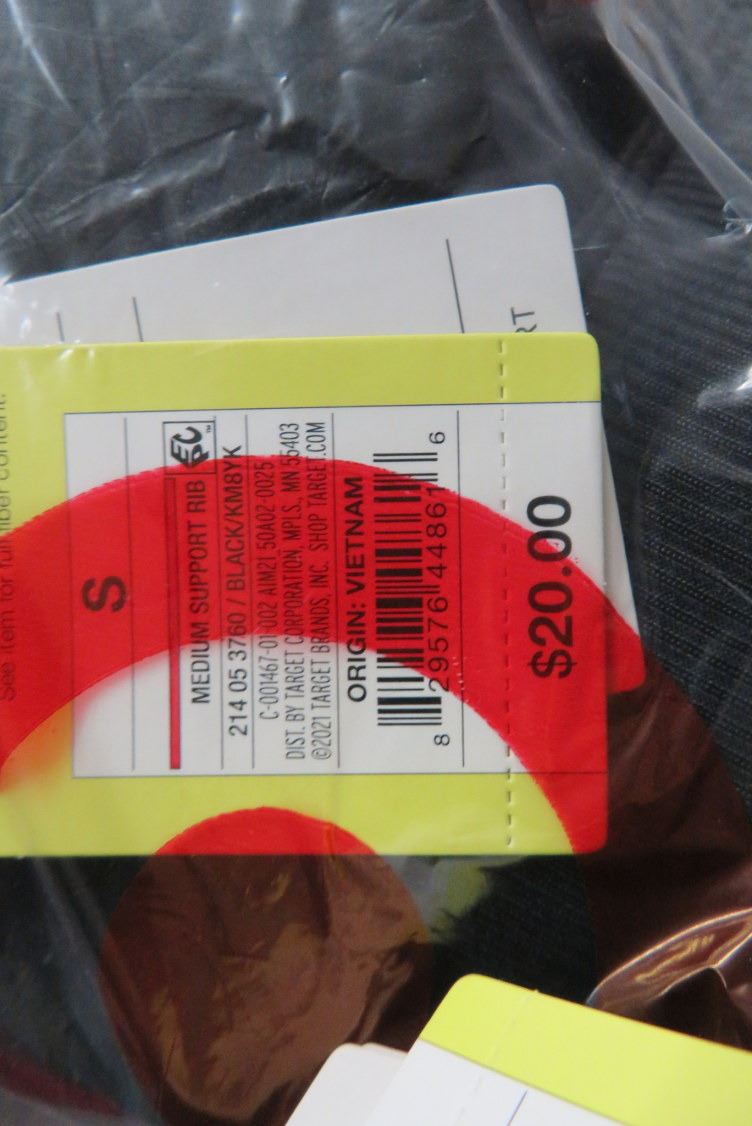 See item for full fiber content.
S
EPC™
MEDIUM SUPPORT RIB
214 05 3760 / BLACK/KM8YK
C-001467-01-002 AIM21 50A02-0025
DIST. BY TARGET CORPORATION, MPLS., MN 55403
©2021 TARGET BRANDS, INC. SHOP TARGET.COM
ORIGIN: VIETNAM
8 29576 44861 6
$20.00
RT